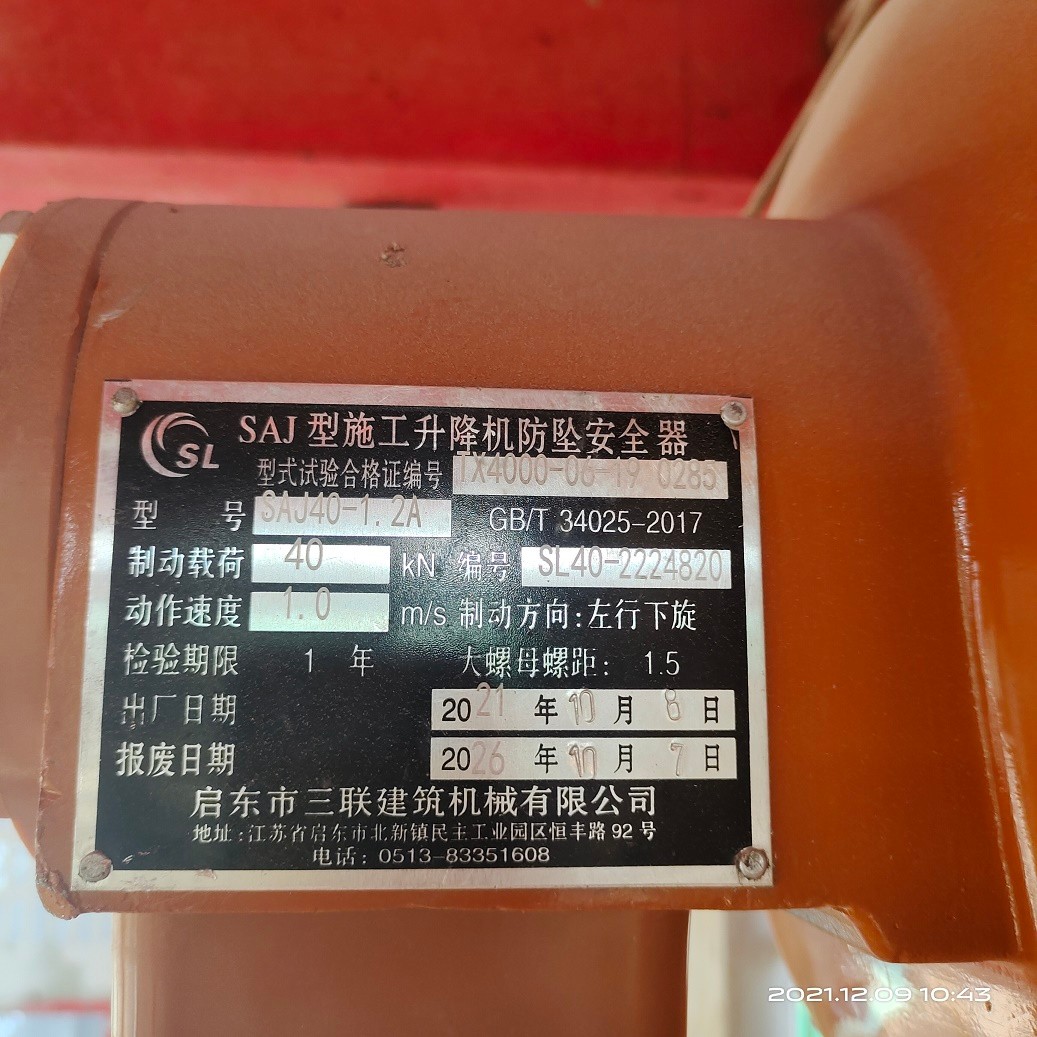 SL
SAJ 型施工升降机防坠安全器
型式试验合格证编号 TX4000-06-19 0285
型 号 SAJ40-1.2A GB/T 34025-2017
制动载荷 40 kN 编号 SL40-2224820
动作速度 1.0 m/s 制动方向:左行下旋
检验期限 1 年 大螺母螺距: 1.5
出厂日期 2021 年 10 月 8 日
报废日期 2026 年 10 月 7 日
启东市三联建筑机械有限公司
地址:江苏省启东市北新镇民主工业园区恒丰路 92 号
电话: 0513-83351608
2021.12.09 10:43